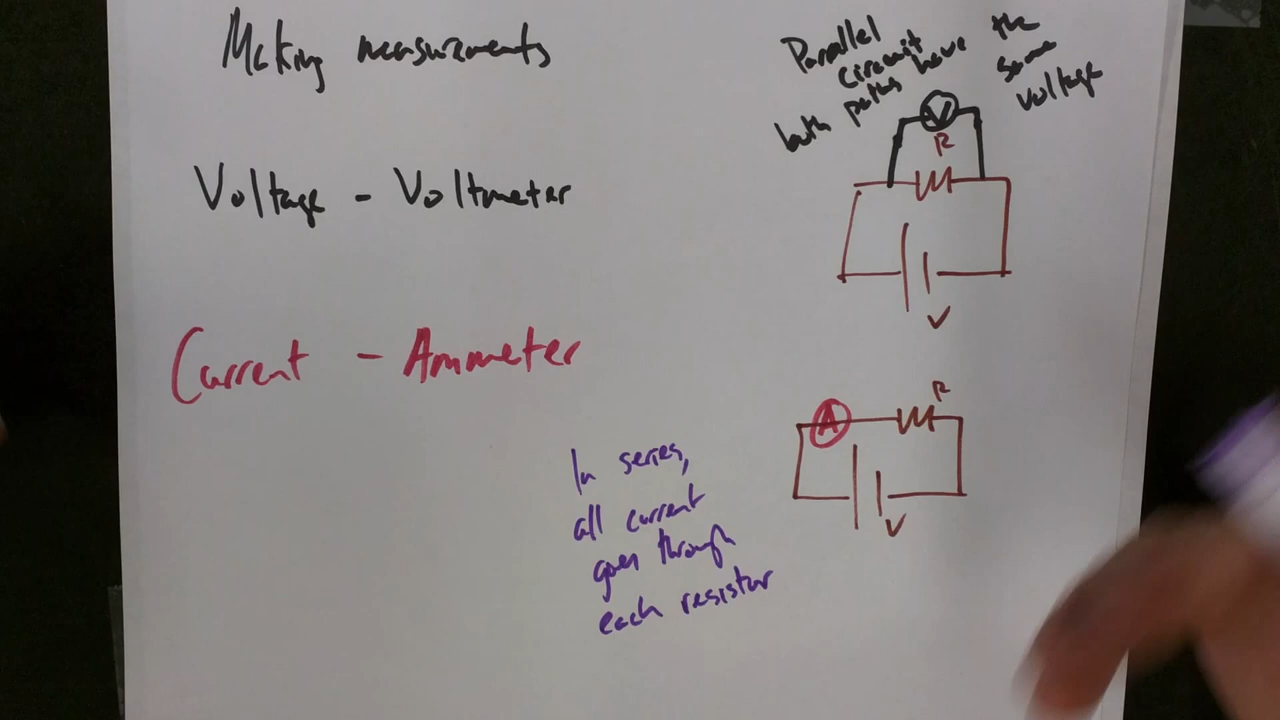 Making measurments
Parallel
circuit
both paths have the
same
voltage
V
R
Voltage - Voltmeter
V
Current - Ammeter
A
R
V
In series,
all current
goes through
each resistor